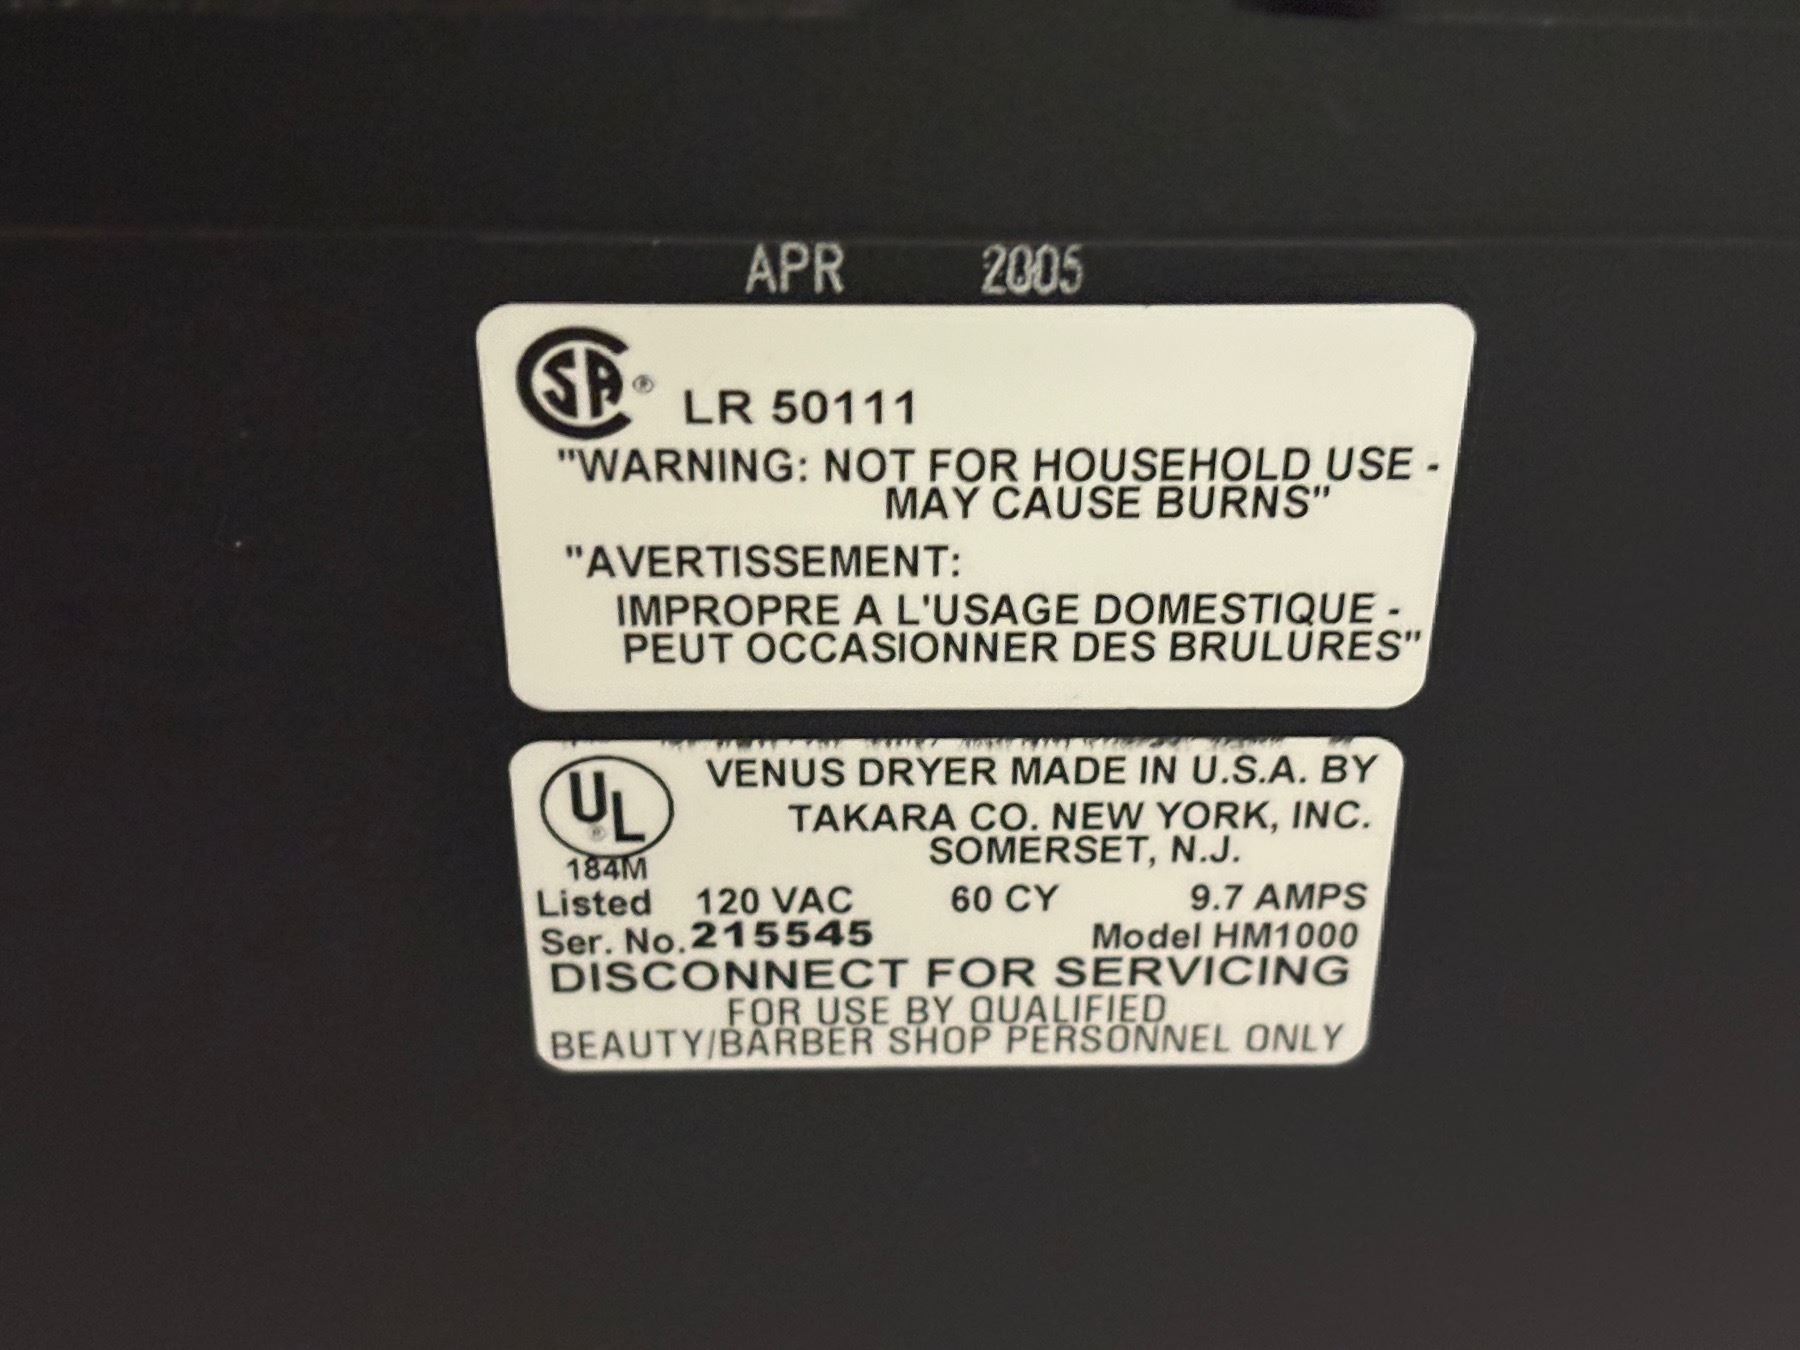 APR 2005
CSA ® LR 50111
"WARNING: NOT FOR HOUSEHOLD USE -
MAY CAUSE BURNS"
"AVERTISSEMENT:
IMPROPRE A L'USAGE DOMESTIQUE -
PEUT OCCASIONNER DES BRULURES"
UL ® VENUS DRYER MADE IN U.S.A. BY
TAKARA CO. NEW YORK, INC.
SOMERSET, N.J.
184M
Listed 120 VAC 60 CY 9.7 AMPS
Ser. No. 215545 Model HM1000
DISCONNECT FOR SERVICING
FOR USE BY QUALIFIED
BEAUTY/BARBER SHOP PERSONNEL ONLY